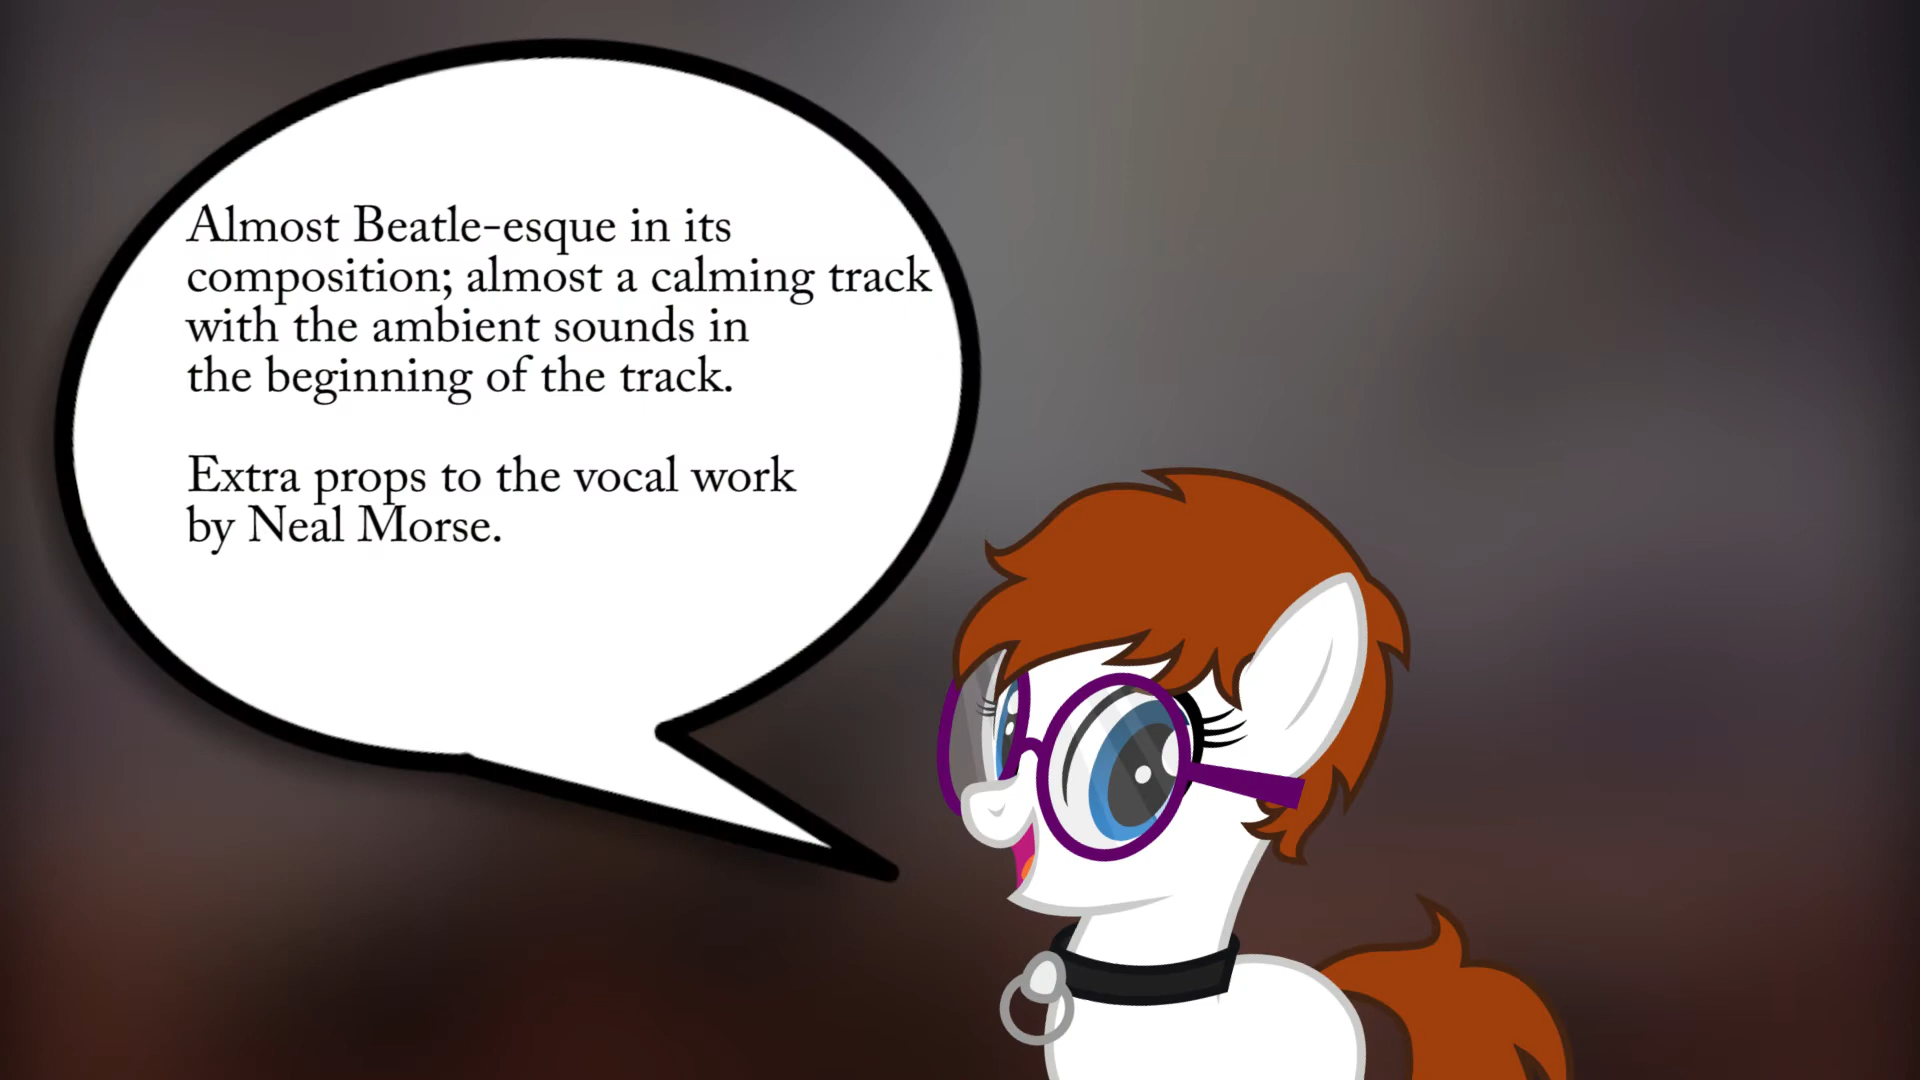 Almost Beatle-esque in its
composition; almost a calming track
with the ambient sounds in
the beginning of the track.
Extra props to the vocal work
by Neal Morse.